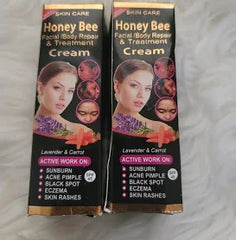 SKIN CARE
Honey Bee
Facial /Body Repair
& Treatment
Cream
Lavender & Carrot
ACTIVE WORK ON:
SUNBURN
ACNE PIMPLE
BLACK SPOT
ECZEMA
SKIN RASHES
SKIN CARE
Honey Bee
Facial /Body Repair
& Treatment
Cream
Lavender & Carrot
ACTIVE WORK ON:
SUNBURN
ACNE PIMPLE
BLACK SPOT
ECZEMA
SKIN RASHES